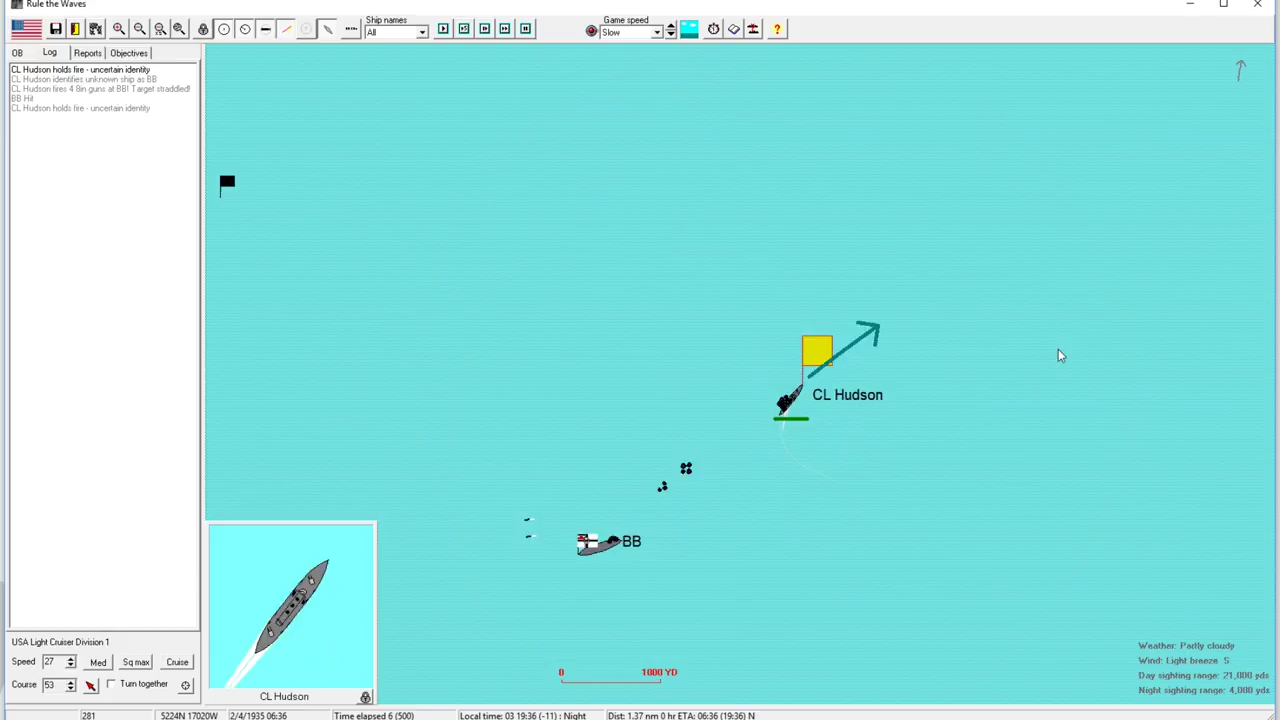 Rule the Waves
Ship names
All
Game speed
Slow
?
OB
Log
Reports
Objectives
CL Hudson holds fire - uncertain identity
CL Hudson identifies unknown ship as BB
CL Hudson fires 4 8in guns at BB! Target straddled!
BB Hit
CL Hudson holds fire - uncertain identity
CL Hudson
BB
0 1000 YD
Weather: Partly cloudy
Wind: Light breeze S
Day sighting range: 21,000 yds
Night sighting range: 4,000 yds
USA Light Cruiser Division 1
Speed 27 Med Sq max Cruise
Course 53 Turn together
CL Hudson
281 5224N 17020W 2/4/1935 06:36 Time elapsed 6 (500) Local time: 03 19:36 (-11) : Night Dist: 1.37 nm 0 hr ETA: 06:36 (19:36) N